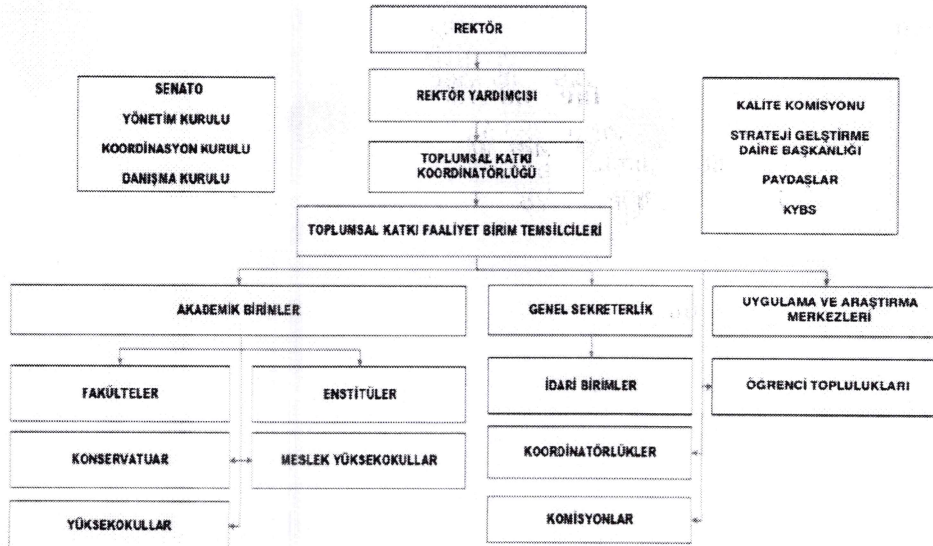 REKTÖR
SENATO
YÖNETİM KURULU
KOORDİNASYON KURULU
DANIŞMA KURULU
REKTÖR YARDIMCISI
TOPLUMSAL KATKI
KOORDİNATÖRLÜĞÜ
KALİTE KOMİSYONU
STRATEJİ GELŞTİRME
DAİRE BAŞKANLIĞI
PAYDAŞLAR
KYBS
TOPLUMSAL KATKI FAALİYET BİRİM TEMSİLCİLERİ
AKADEMİK BİRİMLER
GENEL SEKRETERLİK
UYGULAMA VE ARAŞTIRMA
MERKEZLERİ
FAKÜLTELER
ENSTİTÜLER
İDARİ BİRİMLER
ÖĞRENCİ TOPLULUKLARI
KONSERVATUAR
MESLEK YÜKSEKOKULLAR
KOORDİNATÖRLÜKLER
YÜKSEKOKULLAR
KOMİSYONLAR